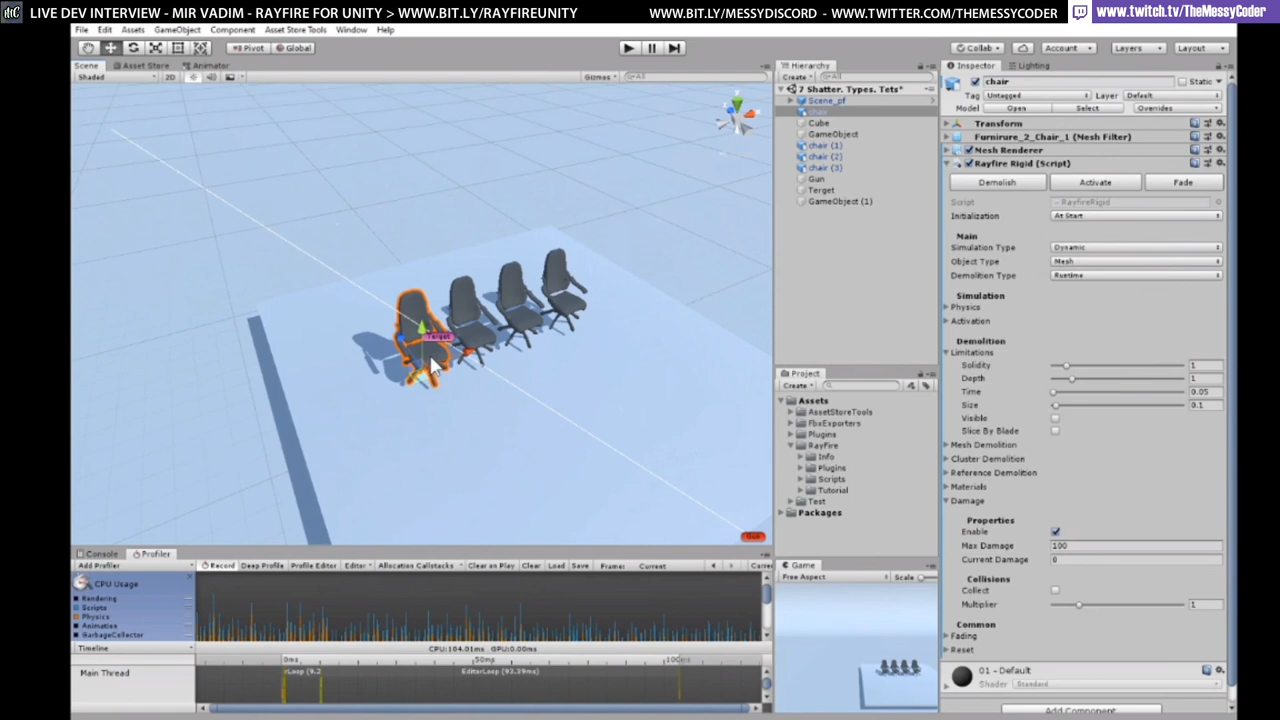 LIVE DEV INTERVIEW - MIR VADIM - RAYFIRE FOR UNITY > WWW.BIT.LY/RAYFIREUNITY WWW.BIT.LY/MESSYDISCORD - WWW.TWITTER.COM/THEMESSYCODER www.twitch.tv/TheMessyCoder
File Edit Assets GameObject Component Asset Store Tools Window Help
Pivot Global Collab Account Layers Layout
Scene Asset Store Animator
Shaded 2D Gizmos All
Target
Gun
Hierarchy
Create All
7 Shatter. Types. Tets*
Scene_pf
chair
Cube
GameObject
chair (1)
chair (2)
chair (3)
Gun
Terget
GameObject (1)
Project
Create
Assets
AssetStoreTools
FbxExporters
Plugins
RayFire
Info
Plugins
Scripts
Tutorial
Test
Packages
Inspector Lighting
chair Static
Tag Untagged Layer Default
Model Open Select Overrides
Transform
Furnirure_2_Chair_1 (Mesh Filter)
Mesh Renderer
Rayfire Rigid (Script)
Demolish Activate Fade
Script RayfireRigid
Initialization At Start
Main
Simulation Type Dynamic
Object Type Mesh
Demolition Type Runtime
Simulation
Physics
Activation
Demolition
Limitations
Solidity 1
Depth 1
Time 0.05
Size 0.1
Visible
Slice By Blade
Mesh Demolition
Cluster Demolition
Reference Demolition
Materials
Damage
Properties
Enable
Max Damage 100
Current Damage 0
Collisions
Collect
Multiplier 1
Common
Fading
Reset
01 - Default
Shader Standard
Add Component
Console Profiler
Add Profiler Record Deep Profile Profile Editor Editor Allocation Callstacks Clear on Play Clear Load Save Frame: Current
CPU Usage
Rendering
Scripts
Physics
Animation
GarbageCollector
Timeline CPU:104.01ms GPU:0.00ms
0ms 50ms 100ms
Main Thread rLoop (9.2 EditorLoop (93.29ms)
Game
Free Aspect Scale